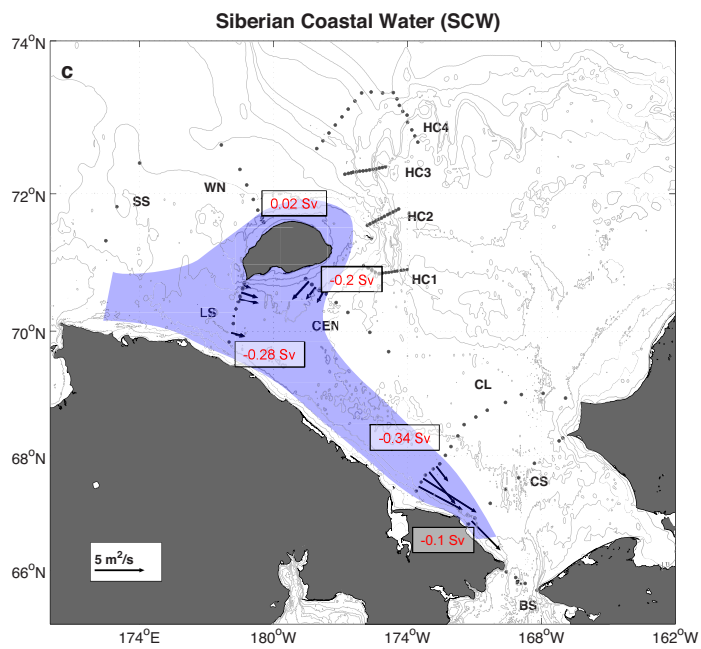 Siberian Coastal Water (SCW)
74°N
c
HC4
HC3
72°N
WN
SS
0.02 Sv
HC2
-0.2 Sv
HC1
LS
CEN
70°N
-0.28 Sv
CL
-0.34 Sv
68°N
CS
-0.1 Sv
5 m²/s
66°N
BS
174°E
180°W
174°W
168°W
162°W